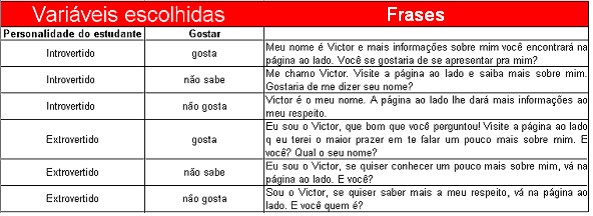 Variáveis escolhidas Frases
Personalidade do estudante Gostar
Introvertido gosta Meu nome é Victor e mais informações sobre mim você encontrará na
página ao lado. Você se gostaria de se apresentar pra mim?
Introvertido não sabe Me chamo Victor. Visite a página ao lado e saiba mais sobre mim.
Gostaria de me dizer seu nome?
Introvertido não gosta Victor é o meu nome. A página ao lado lhe dará mais informações ao
meu respeito.
Extrovertido gosta Eu sou o Victor, que bom que você perguntou! Visite a página ao lado
q eu terei o maior prazer em te falar um pouco mais sobre mim. E
você? Qual o seu nome?
Extrovertido não sabe Eu sou o Victor, se quiser conhecer um pouco mais sobre mim, vá na
página ao lado. E você?
Extrovertido não gosta Sou o Victor, se quiser saber mais a meu respeito, vá na página
ao lado. E você quem é?